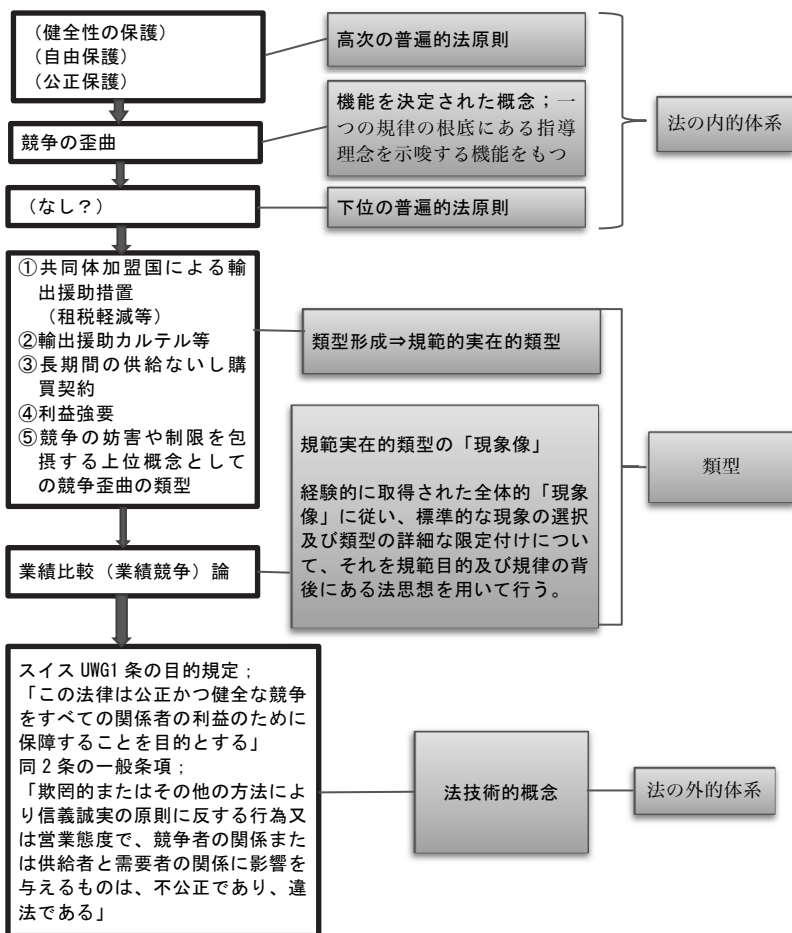 （健全性の保護）
（自由保護）
（公正保護）
高次の普遍的法原則
競争の歪曲
機能を決定された概念；一
つの規律の根底にある指導
理念を示唆する機能をもつ
法の内的体系
（なし？）
下位の普遍的法原則
①共同体加盟国による輸
出援助措置
（租税軽減等）
②輸出援助カルテル等
③長期間の供給ないし購
買契約
④利益強要
⑤競争の妨害や制限を包
摂する上位概念として
の競争歪曲の類型
類型形成⇒規範的実在的類型
規範実在的類型の「現象像」
経験的に取得された全体的「現象
像」に従い、標準的な現象の選択
及び類型の詳細な限定付けについ
て、それを規範目的及び規律の背
後にある法思想を用いて行う。
類型
業績比較（業績競争）論
スイス UWG1 条の目的規定；
「この法律は公正かつ健全な競争
をすべての関係者の利益のために
保障することを目的とする」
同 2 条の一般条項；
「欺罔的またはその他の方法によ
り信義誠実の原則に反する行為又
は営業態度で、競争者の関係また
は供給者と需要者の関係に影響を
与えるものは、不公正であり、違
法である」
法技術的概念
法の外的体系